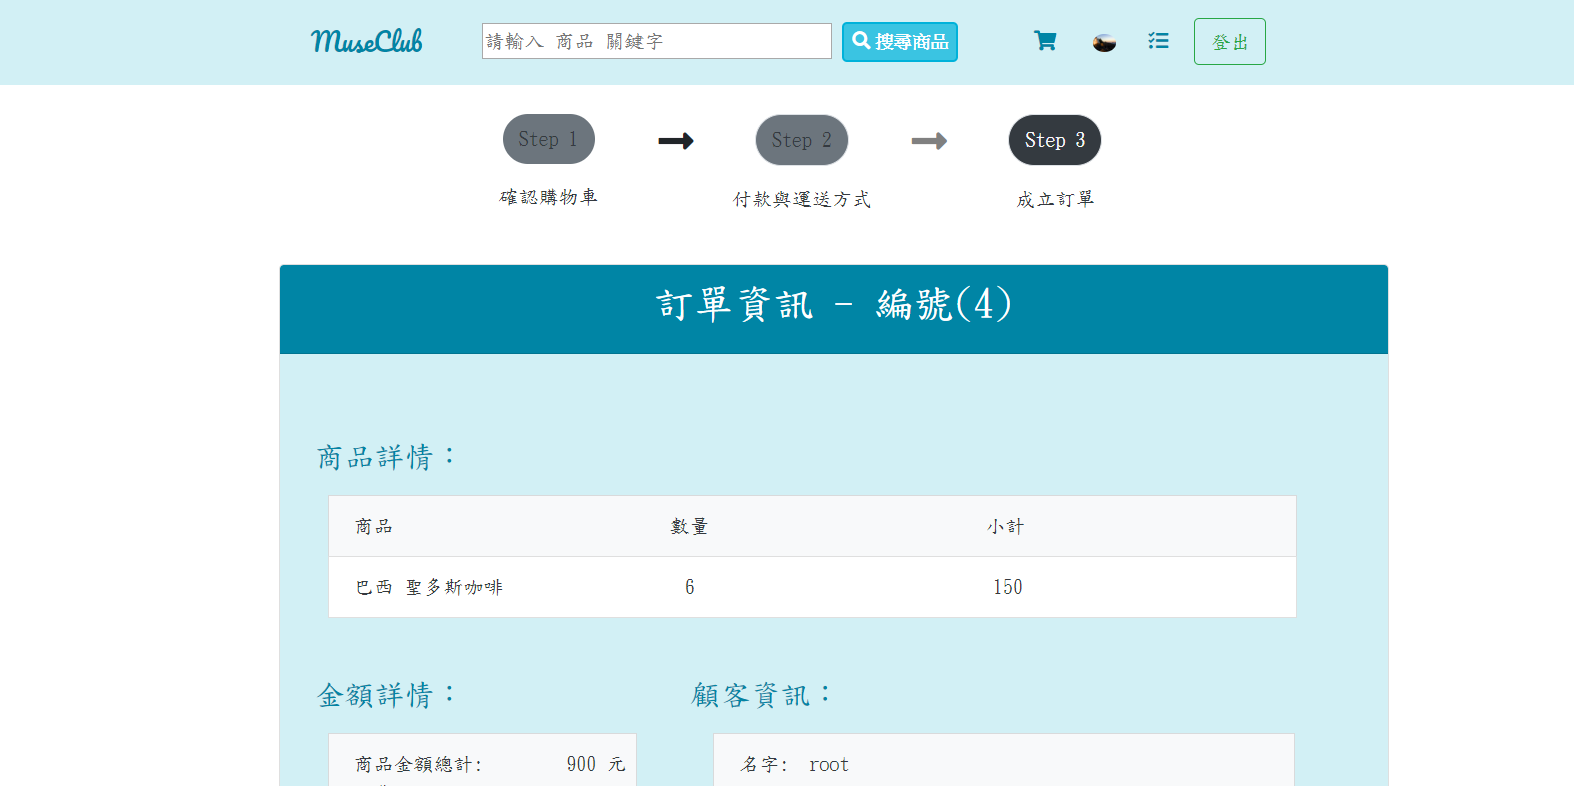 MuseClub
請輸入 商品 關鍵字
搜尋商品
登出
Step 1
Step 2
Step 3
確認購物車
付款與運送方式
成立訂單
訂單資訊 - 編號(4)
商品詳情：
商品 數量 小計
巴西 聖多斯咖啡 6 150
金額詳情：
顧客資訊：
商品金額總計: 900 元
名字: root